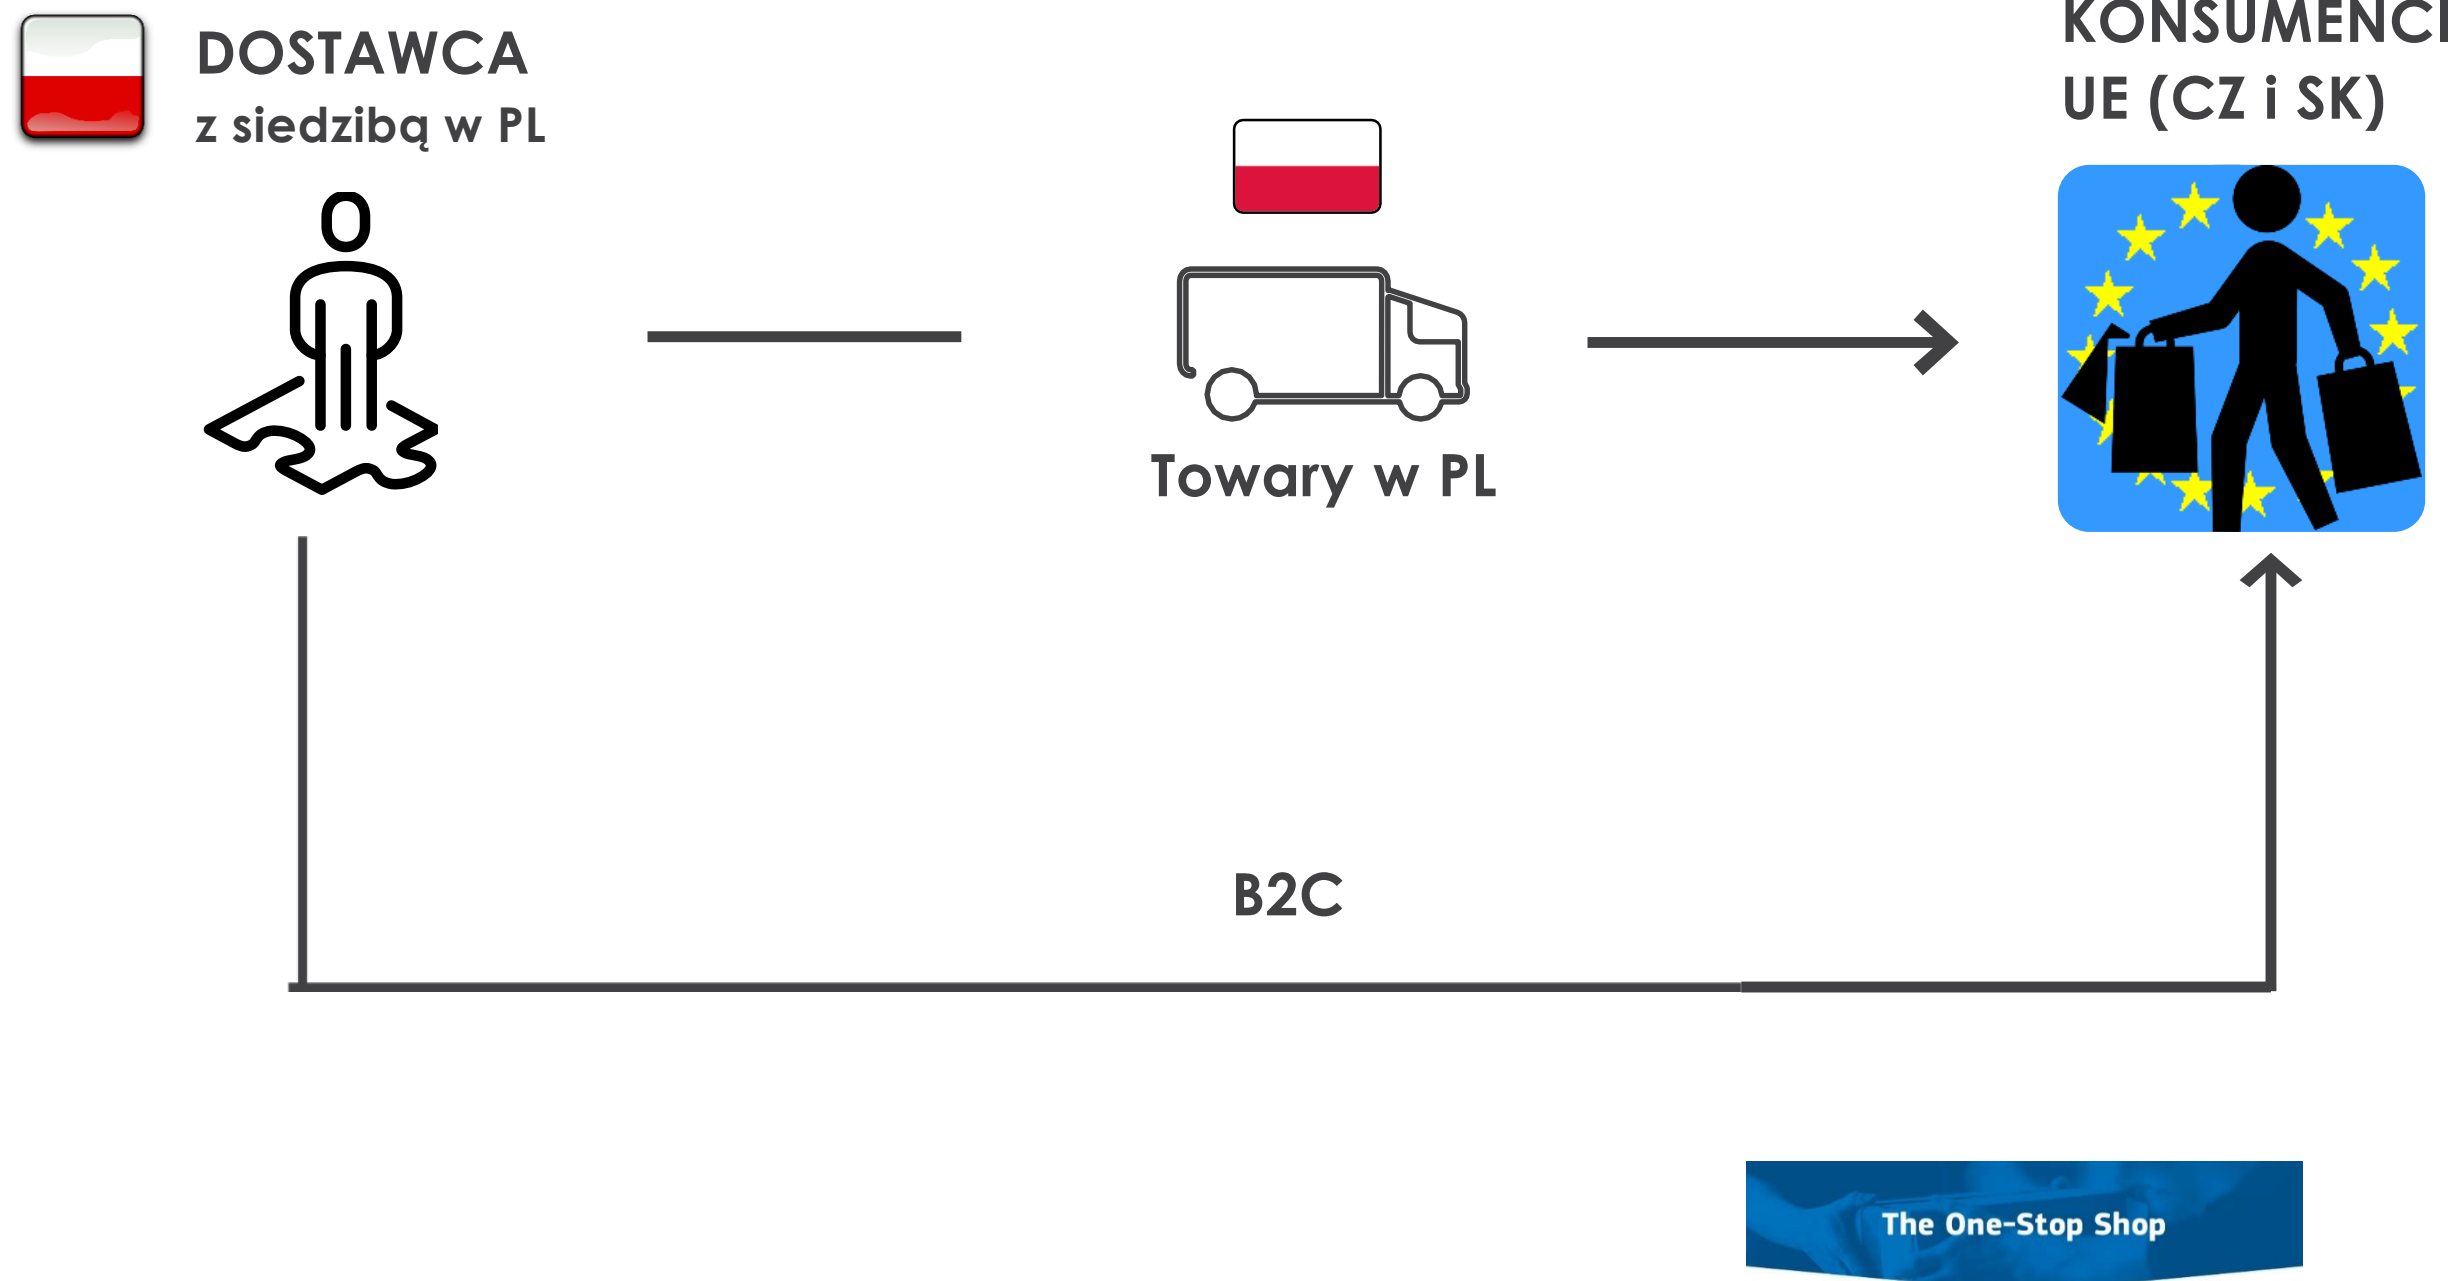 DOSTAWCA
z siedzibą w PL
KONSUMENCI
UE (CZ i SK)
Towary w PL
B2C
The One-Stop Shop